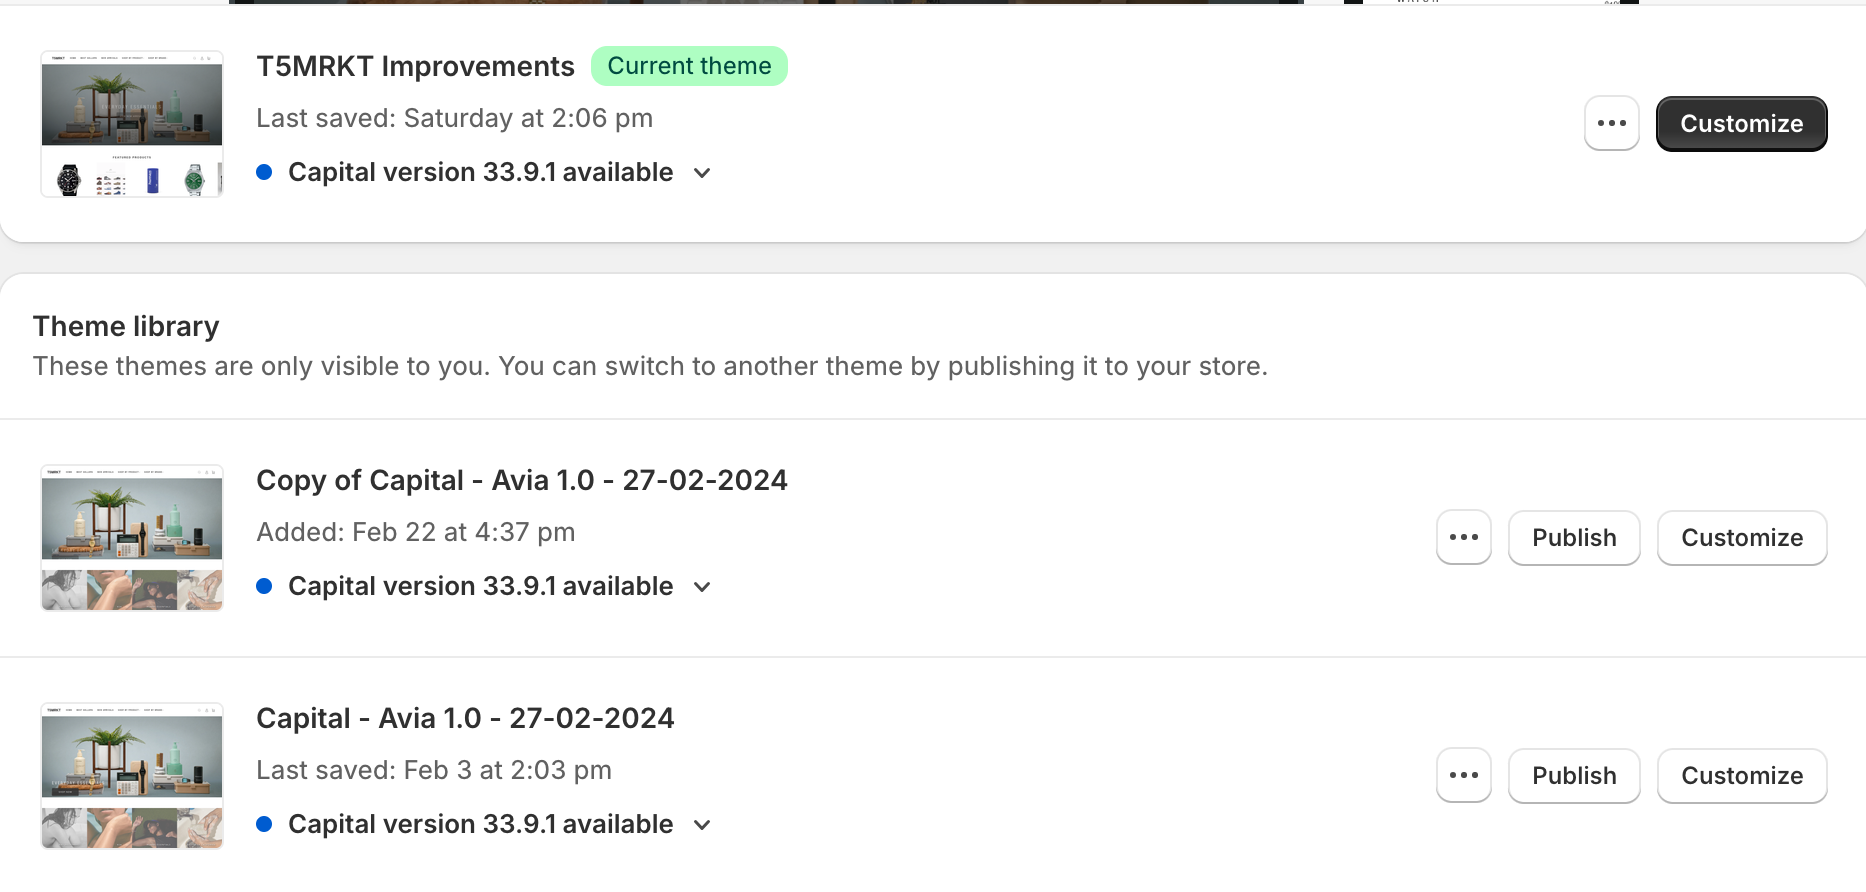 T5MRKT Improvements
Current theme
Last saved: Saturday at 2:06 pm
Capital version 33.9.1 available
Customize
Theme library
These themes are only visible to you. You can switch to another theme by publishing it to your store.
Copy of Capital - Avia 1.0 - 27-02-2024
Added: Feb 22 at 4:37 pm
Capital version 33.9.1 available
Publish
Customize
Capital - Avia 1.0 - 27-02-2024
Last saved: Feb 3 at 2:03 pm
Capital version 33.9.1 available
Publish
Customize